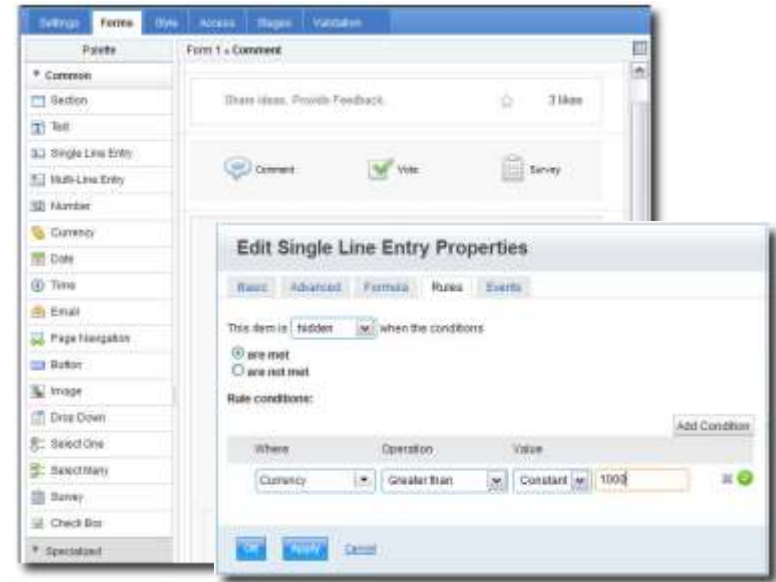 Settings Forms Style Access Stages Validation
Palette
Form 1 » Comment
Common
Section
Text
Single Line Entry
Multi-Line Entry
Number
Currency
Date
Time
Email
Page Navigation
Button
Image
Drop Down
Select One
Select Many
Survey
Check Box
Specialized
Share Ideas. Provide Feedback.
3 likes
Comment
Vote
Survey
Edit Single Line Entry Properties
Basic Advanced Formula Rules Events
This item is hidden when the conditions
are met
are not met
Rule conditions:
Add Condition
Where Operation Value
Currency Greater than Constant 1000
OK Apply Cancel